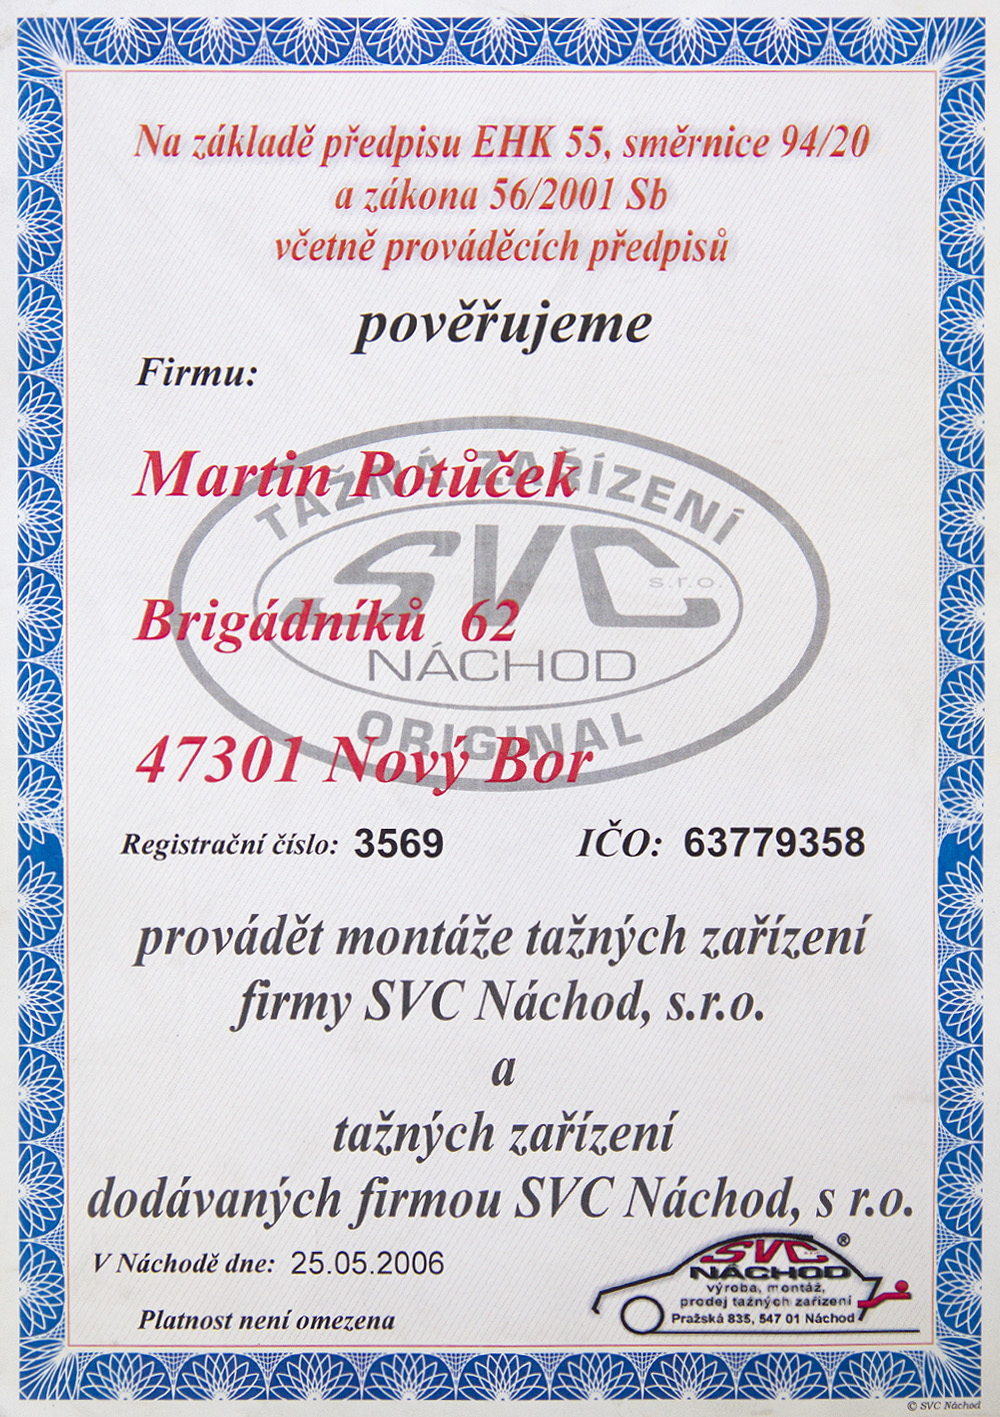 Na základě předpisu EHK 55, směrnice 94/20
a zákona 56/2001 Sb
včetně prováděcích předpisů
pověřujeme
Firmu:
Martin Potůček
TAŽNÁ ZAŘÍZENÍ
SVC s.r.o.
Brigádníků 62
NÁCHOD
ORIGINAL
47301 Nový Bor
Registrační číslo: 3569 IČO: 63779358
provádět montáže tažných zařízení
firmy SVC Náchod, s.r.o.
a
tažných zařízení
dodávaných firmou SVC Náchod, s r.o.
V Náchodě dne: 25.05.2006
Platnost není omezena
SVC ®
NÁCHOD
výroba, montáž,
prodej tažných zařízení
Pražská 835, 547 01 Náchod
© SVC Náchod